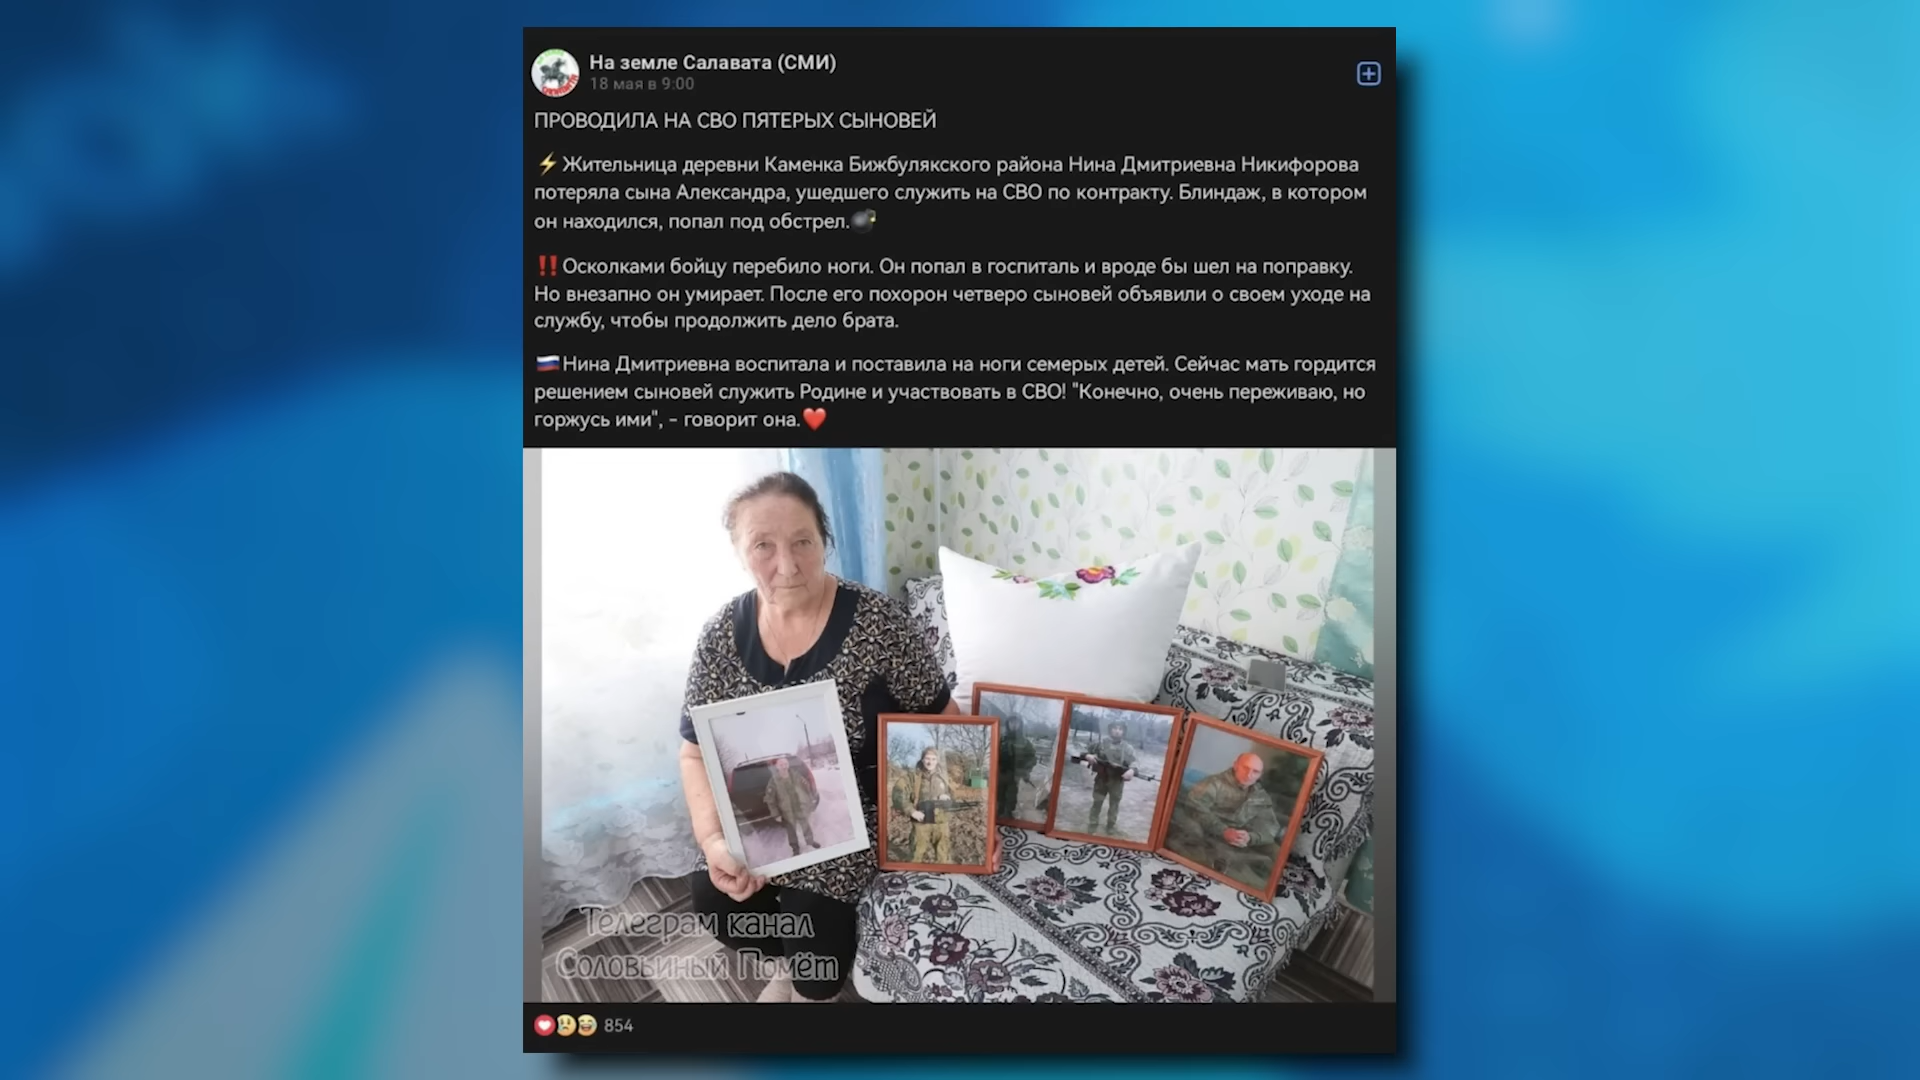 На земле Салавата (СМИ)
18 мая в 9:00
ПРОВОДИЛА НА СВО ПЯТЕРЫХ СЫНОВЕЙ
⚡Жительница деревни Каменка Бижбулякского района Нина Дмитриевна Никифорова
потеряла сына Александра, ушедшего служить на СВО по контракту. Блиндаж, в котором
он находился, попал под обстрел.💣
‼️Осколками бойцу перебило ноги. Он попал в госпиталь и вроде бы шел на поправку.
Но внезапно он умирает. После его похорон четверо сыновей объявили о своем уходе на
службу, чтобы продолжить дело брата.
🇷🇺Нина Дмитриевна воспитала и поставила на ноги семерых детей. Сейчас мать гордится
решением сыновей служить Родине и участвовать в СВО! "Конечно, очень переживаю, но
горжусь ими", - говорит она.❤️
Телеграм канал
Соловьиный Помёт
854